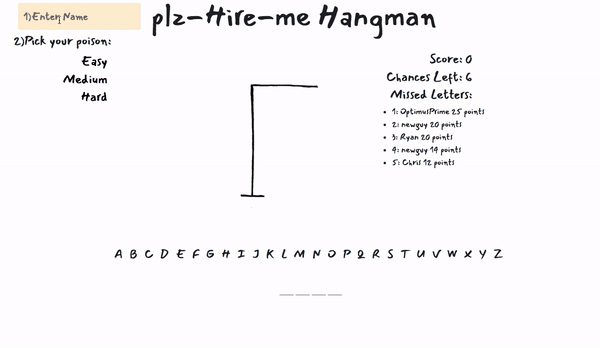 1)Enter Name
plz-Hire-me Hangman
2)Pick your poison:
Easy
Medium
Hard
Score: 0
Chances Left: 6
Missed Letters:
1: OptimusPrime 25 points
2: newguy 20 points
3: Ryan 20 points
4: newguy 14 points
5: Chris 12 points
A B C D E F G H I J K L M N O P Q R S T U V W X Y Z